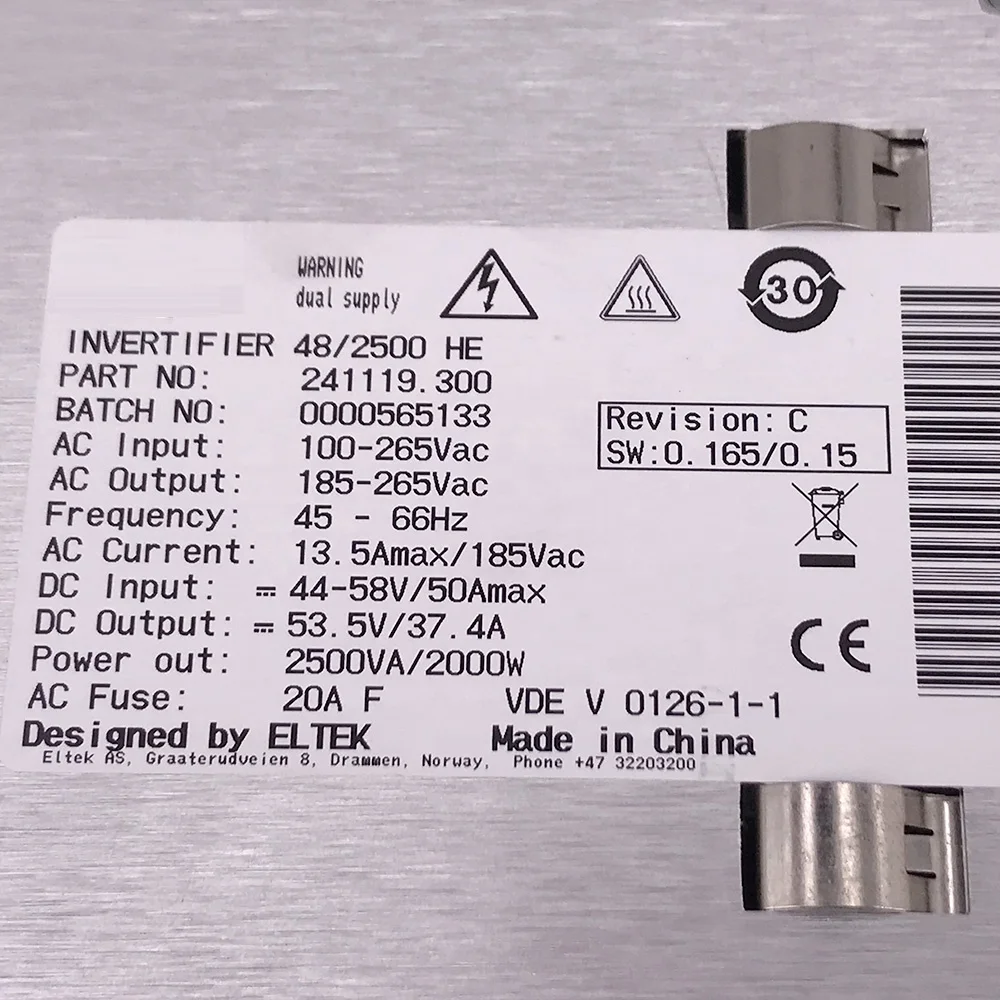 WARNING
dual supply
30
INVERTIFIER 48/2500 HE
PART NO: 241119.300
BATCH NO: 0000565133
Revision: C
AC Input: 100-265Vac
SW:0.165/0.15
AC Output: 185-265Vac
Frequency: 45 - 66Hz
AC Current: 13.5Amax/185Vac
DC Input: ⎓ 44-58V/50Amax
DC Output: ⎓ 53.5V/37.4A
CE
Power out: 2500VA/2000W
AC Fuse: 20A F VDE V 0126-1-1
Designed by ELTEK Made in China
Eltek AS, Graaterudveien 8, Drammen, Norway, Phone +47 32203200